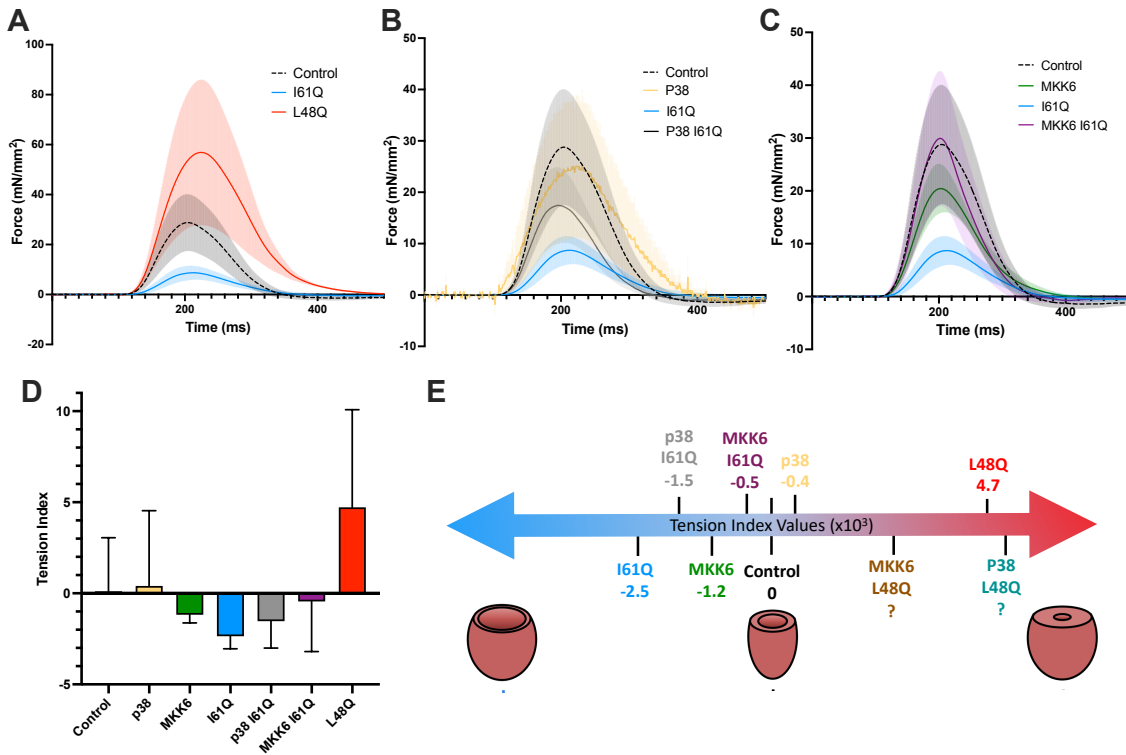 A
100
80
60
40
20
0
-20
Force (mN/mm²)
200
400
Time (ms)
Control
I61Q
L48Q
B
50
40
30
20
10
0
-10
Force (mN/mm²)
200
400
Time (ms)
Control
P38
I61Q
P38 I61Q
C
50
40
30
20
10
0
-10
Force (mN/mm²)
200
400
Time (ms)
Control
MKK6
I61Q
MKK6 I61Q
D
10
5
0
-5
Tension Index
Control
p38
MKK6
I61Q
p38 I61Q
MKK6 I61Q
L48Q
E
p38
I61Q
-1.5
MKK6
I61Q
-0.5
p38
-0.4
L48Q
4.7
Tension Index Values (x10³)
I61Q
-2.5
MKK6
-1.2
Control
0
MKK6
L48Q
?
P38
L48Q
?